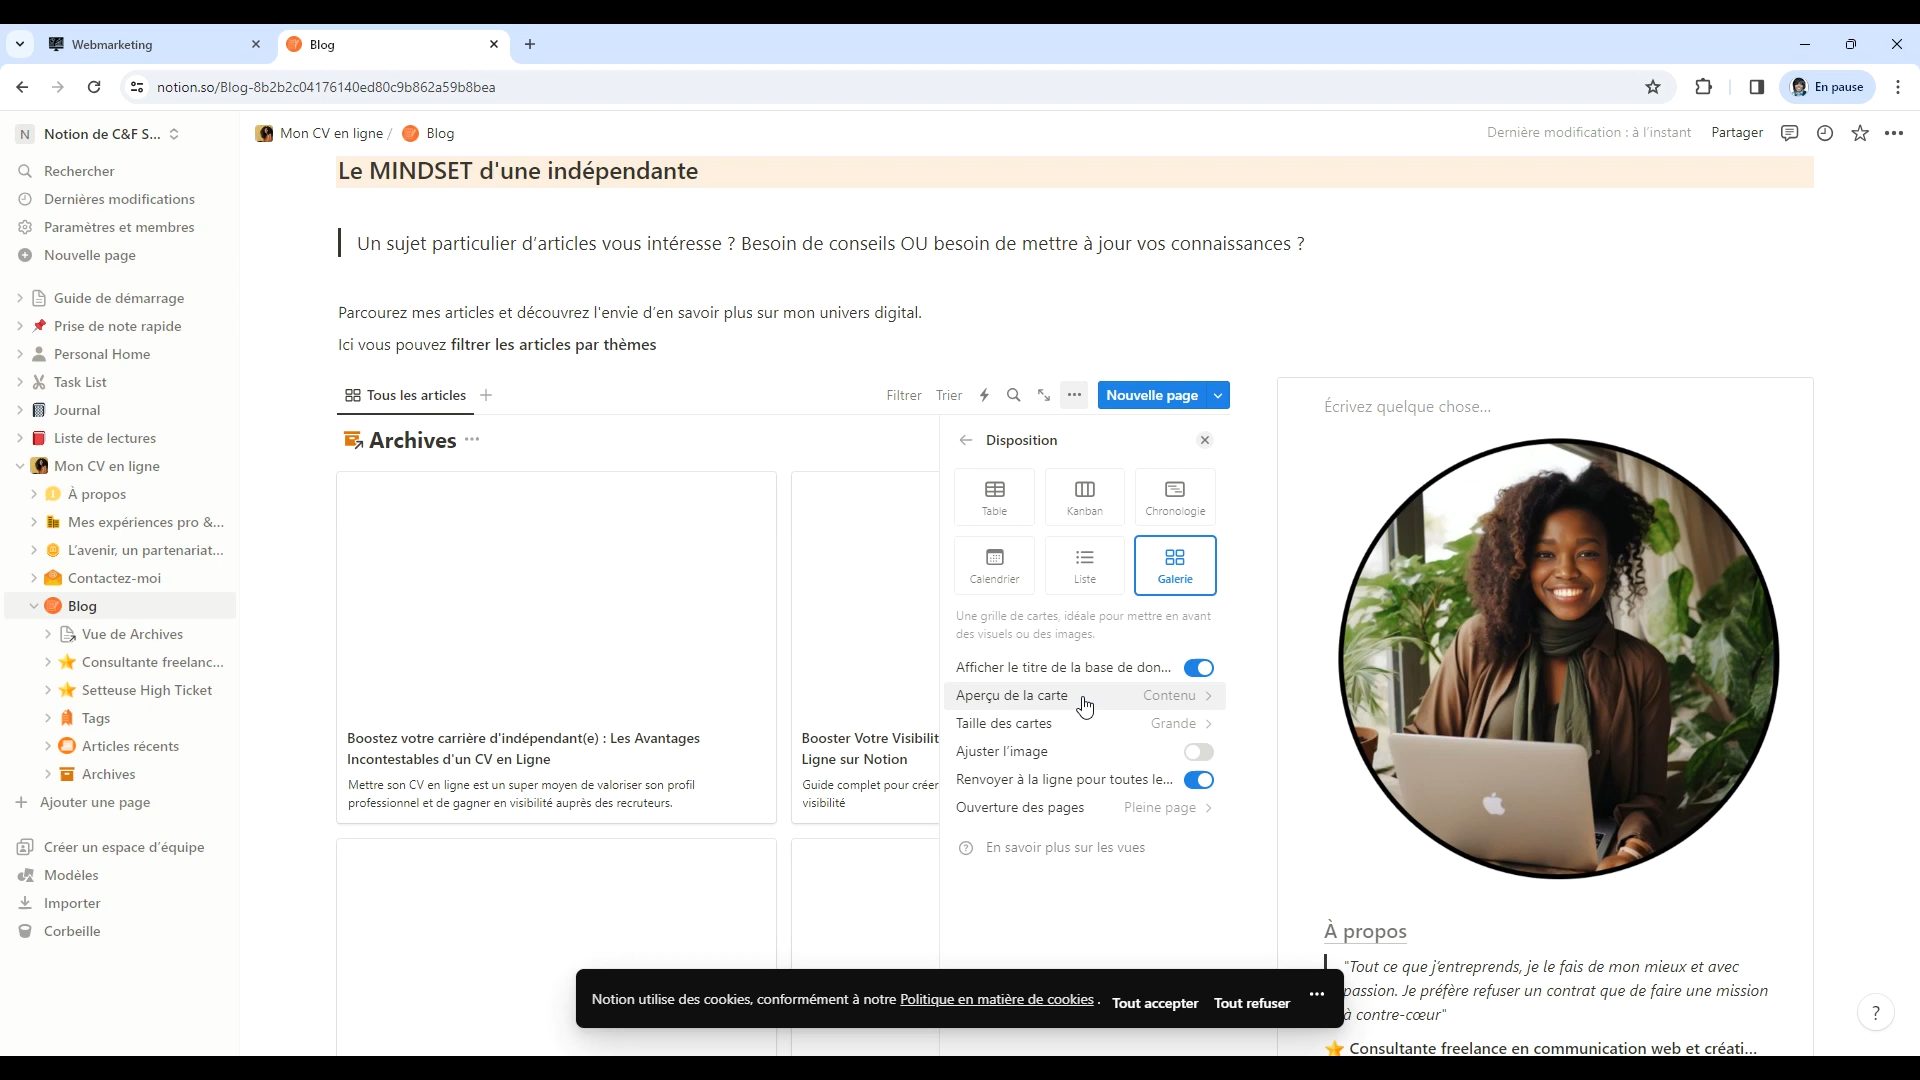 Webmarketing
Blog
notion.so/Blog-8b2b2c04176140ed80c9b862a59b8bea
En pause
N Notion de C&F S...
Mon CV en ligne / Blog
Dernière modification : à l'instant Partager
Rechercher
Dernières modifications
Paramètres et membres
Nouvelle page
Guide de démarrage
Prise de note rapide
Personal Home
Task List
Journal
Liste de lectures
Mon CV en ligne
À propos
Mes expériences pro &...
L'avenir, un partenariat...
Contactez-moi
Blog
Vue de Archives
Consultante freelanc...
Setteuse High Ticket
Tags
Articles récents
Archives
Ajouter une page
Créer un espace d'équipe
Modèles
Importer
Corbeille
Le MINDSET d'une indépendante
Un sujet particulier d'articles vous intéresse ? Besoin de conseils OU besoin de mettre à jour vos connaissances ?
Parcourez mes articles et découvrez l'envie d'en savoir plus sur mon univers digital.
Ici vous pouvez filtrer les articles par thèmes
Tous les articles
Filtrer Trier Nouvelle page
Archives
Boostez votre carrière d'indépendant(e) : Les Avantages
Incontestables d'un CV en Ligne
Mettre son CV en ligne est un super moyen de valoriser son profil
professionnel et de gagner en visibilité auprès des recruteurs.
Booster Votre Visibilit
Ligne sur Notion
Guide complet pour créer
visibilité
Disposition
Table Kanban Chronologie
Calendrier Liste Galerie
Une grille de cartes, idéale pour mettre en avant
des visuels ou des images.
Afficher le titre de la base de don...
Aperçu de la carte Contenu
Taille des cartes Grande
Ajuster l'image
Renvoyer à la ligne pour toutes le...
Ouverture des pages Pleine page
En savoir plus sur les vues
Écrivez quelque chose...
À propos
"Tout ce que j'entreprends, je le fais de mon mieux et avec
passion. Je préfère refuser un contrat que de faire une mission
à contre-cœur"
Consultante freelance en communication web et créati...
Notion utilise des cookies, conformément à notre Politique en matière de cookies. Tout accepter Tout refuser
?